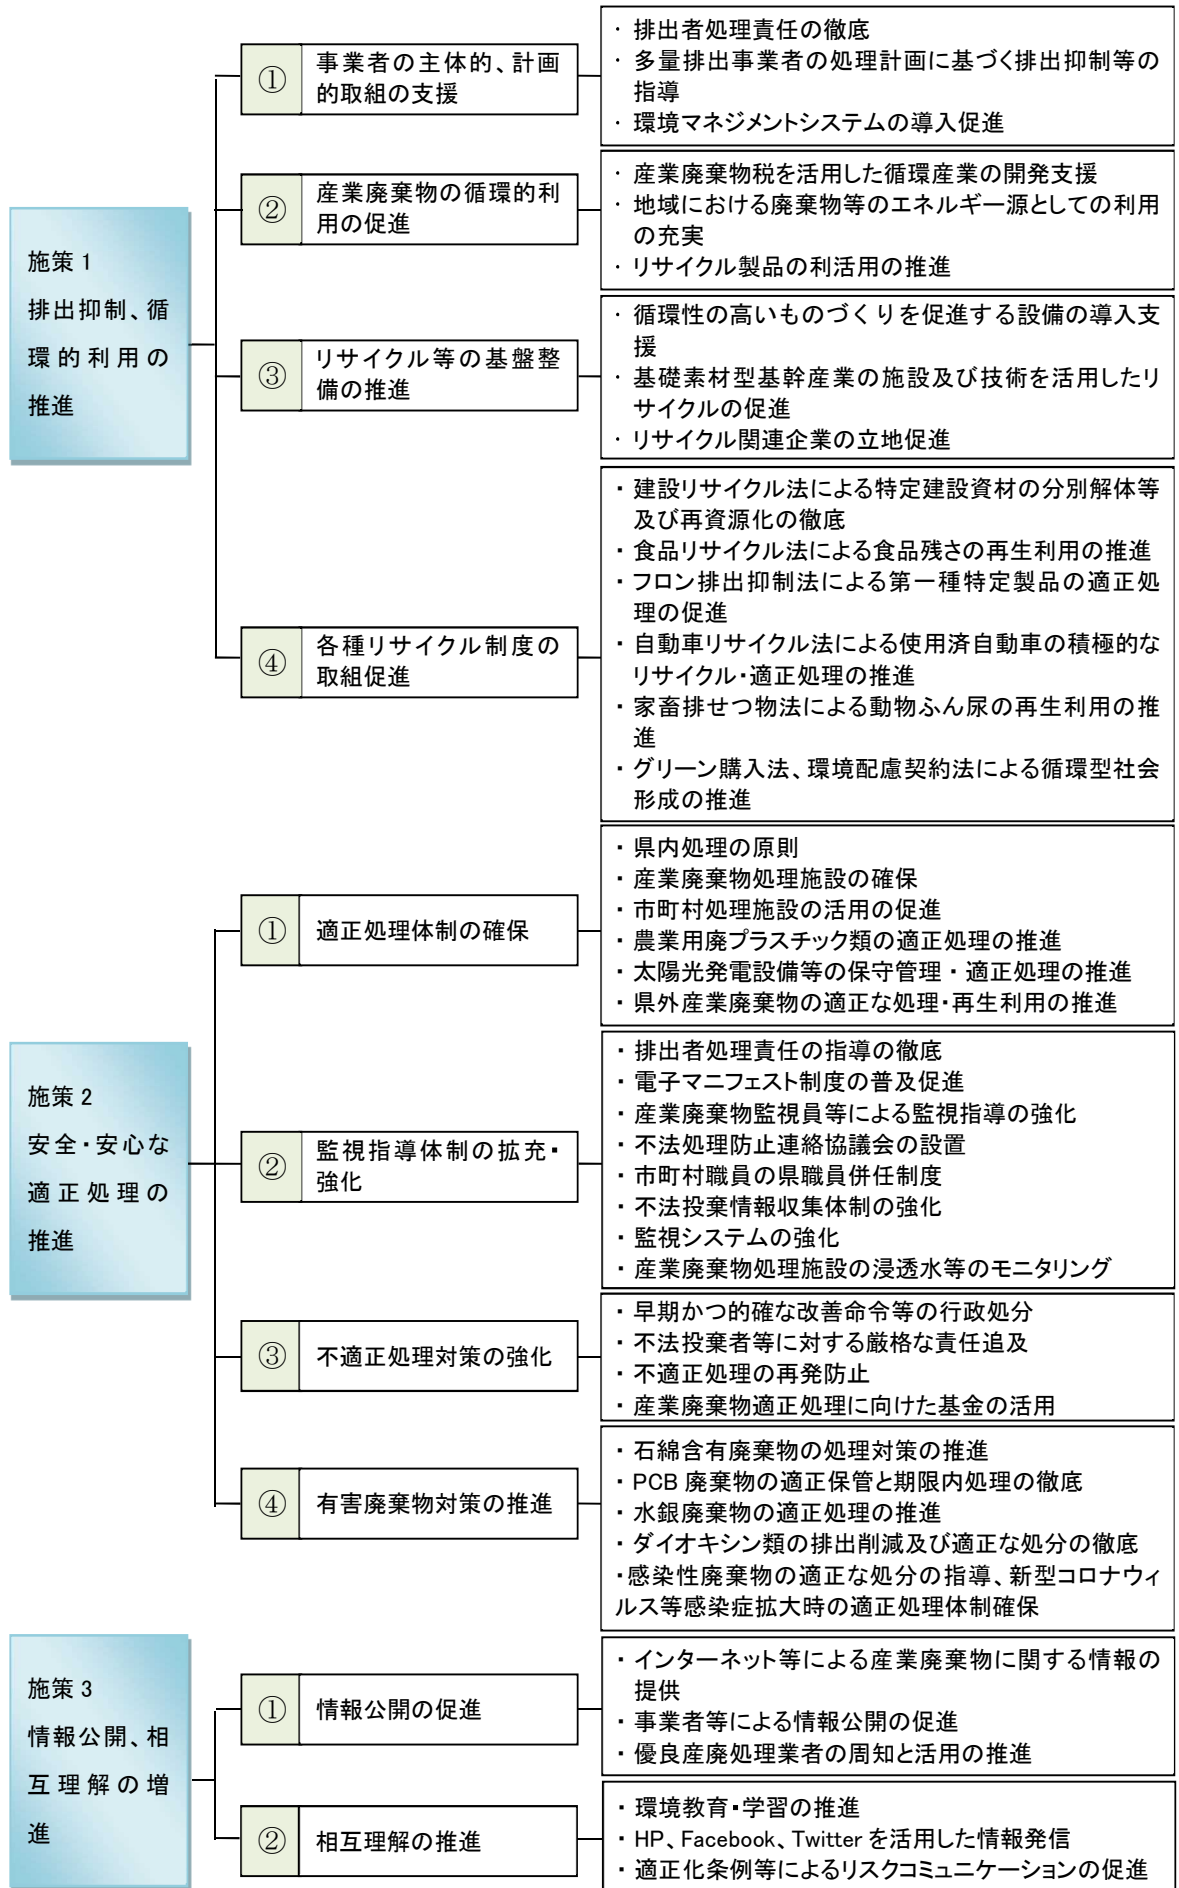 施策 1
排出抑制、循
環的利用の
推進
①
事業者の主体的、計画
的取組の支援
・ 排出者処理責任の徹底
・ 多量排出事業者の処理計画に基づく排出抑制等の
指導
・ 環境マネジメントシステムの導入促進
②
産業廃棄物の循環的利
用の促進
・ 産業廃棄物税を活用した循環産業の開発支援
・ 地域における廃棄物等のエネルギー源としての利用
の充実
・ リサイクル製品の利活用の推進
③
リサイクル等の基盤整
備の推進
・ 循環性の高いものづくりを促進する設備の導入支
援
・ 基礎素材型基幹産業の施設及び技術を活用したリ
サイクルの促進
・ リサイクル関連企業の立地促進
④
各種リサイクル制度の
取組促進
・ 建設リサイクル法による特定建設資材の分別解体等
及び再資源化の徹底
・ 食品リサイクル法による食品残さの再生利用の推進
・ フロン排出抑制法による第一種特定製品の適正処
理の促進
・ 自動車リサイクル法による使用済自動車の積極的な
リサイクル・適正処理の推進
・ 家畜排せつ物法による動物ふん尿の再生利用の推
進
・ グリーン購入法、環境配慮契約法による循環型社会
形成の推進
施策 2
安全・安心な
適正処理の
推進
①
適正処理体制の確保
・ 県内処理の原則
・ 産業廃棄物処理施設の確保
・ 市町村処理施設の活用の促進
・ 農業用廃プラスチック類の適正処理の推進
・ 太陽光発電設備等の保守管理・適正処理の推進
・ 県外産業廃棄物の適正な処理・再生利用の推進
②
監視指導体制の拡充・
強化
・ 排出者処理責任の指導の徹底
・ 電子マニフェスト制度の普及促進
・ 産業廃棄物監視員等による監視指導の強化
・ 不法処理防止連絡協議会の設置
・ 市町村職員の県職員併任制度
・ 不法投棄情報収集体制の強化
・ 監視システムの強化
・ 産業廃棄物処理施設の浸透水等のモニタリング
③
不適正処理対策の強化
・ 早期かつ的確な改善命令等の行政処分
・ 不法投棄者等に対する厳格な責任追及
・ 不適正処理の再発防止
・ 産業廃棄物適正処理に向けた基金の活用
④
有害廃棄物対策の推進
・ 石綿含有廃棄物の処理対策の推進
・ PCB 廃棄物の適正保管と期限内処理の徹底
・ 水銀廃棄物の適正処理の推進
・ ダイオキシン類の排出削減及び適正な処分の徹底
・感染性廃棄物の適正な処分の指導、新型コロナウィ
ルス等感染症拡大時の適正処理体制確保
施策 3
情報公開、相
互理解の増
進
①
情報公開の促進
・ インターネット等による産業廃棄物に関する情報の
提供
・ 事業者等による情報公開の促進
・ 優良産廃処理業者の周知と活用の推進
②
相互理解の推進
・ 環境教育・学習の推進
・ HP、Facebook、Twitter を活用した情報発信
・ 適正化条例等によるリスクコミュニケーションの促進